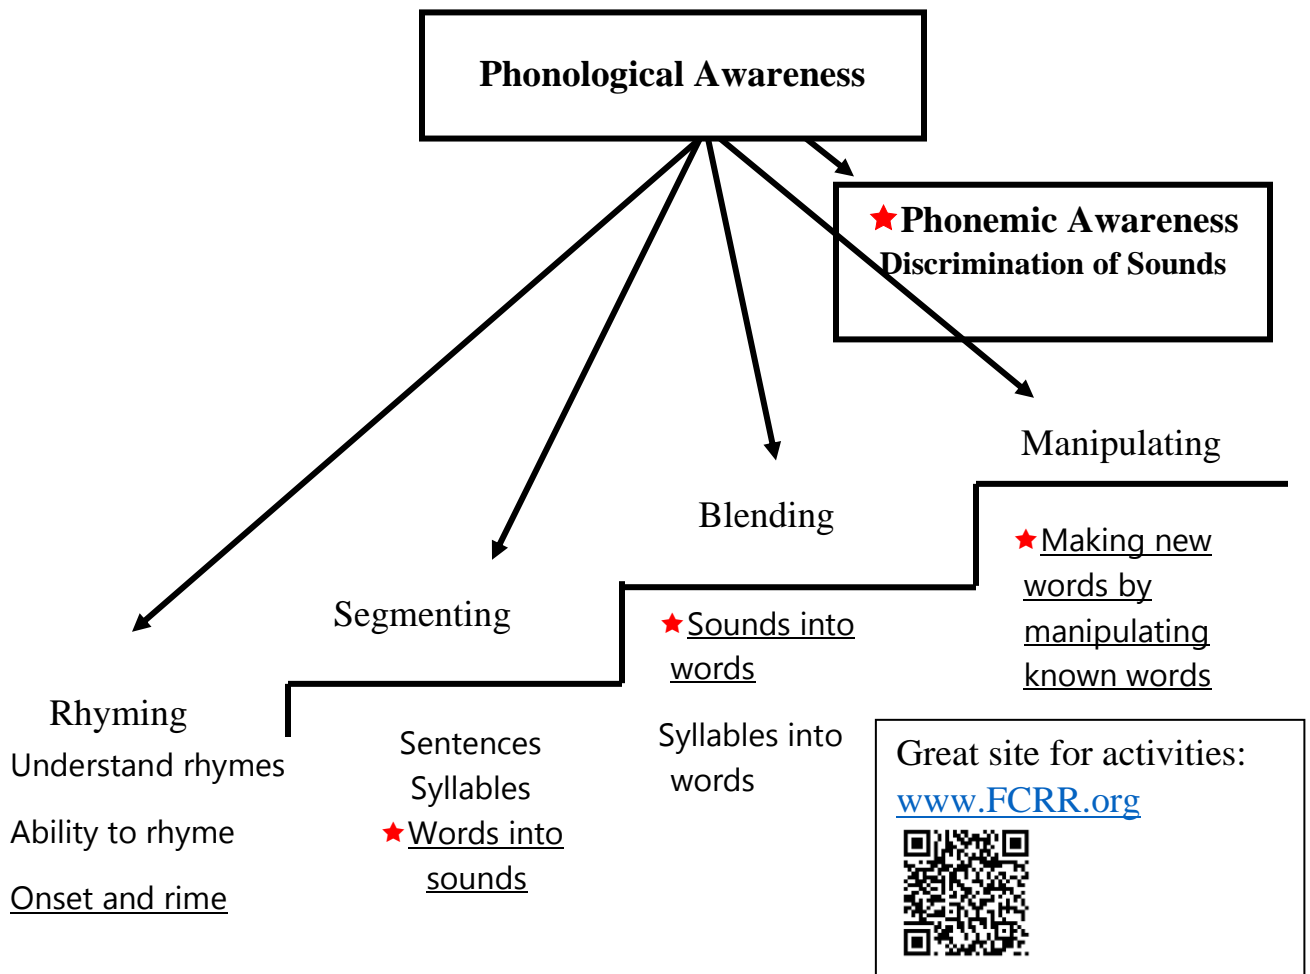 Phonological Awareness
Phonemic Awareness
Discrimination of Sounds
Manipulating
Making new
words by
manipulating
known words
Blending
Sounds into
words
Syllables into
words
Segmenting
Sentences
Syllables
Words into
sounds
Rhyming
Understand rhymes
Ability to rhyme
Onset and rime
Great site for activities:
www.FCRR.org